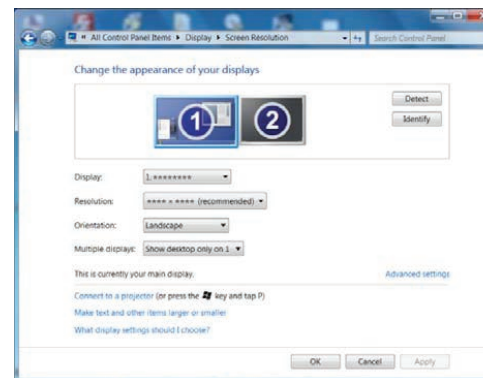 « All Control Panel Items ▸ Display ▸ Screen Resolution
Search Control Panel
Change the appearance of your displays
1
2
Detect
Identify
Display: 1. ********
Resolution: **** x **** (recommended)
Orientation: Landscape
Multiple displays: Show desktop only on 1
This is currently your main display.
Advanced settings
Connect to a projector (or press the key and tap P)
Make text and other items larger or smaller
What display settings should I choose?
OK
Cancel
Apply